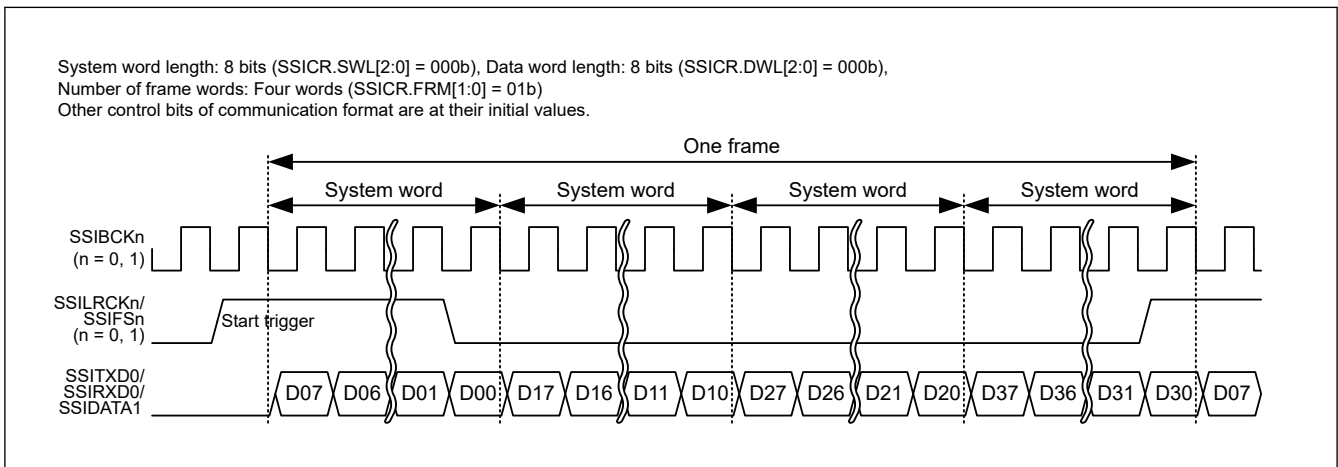 System word length: 8 bits (SSICR.SWL[2:0] = 000b), Data word length: 8 bits (SSICR.DWL[2:0] = 000b),
Number of frame words: Four words (SSICR.FRM[1:0] = 01b)
Other control bits of communication format are at their initial values.
One frame
System word System word System word System word
SSIBCKn
(n = 0, 1)
SSILRCKn/
SSIFSn
(n = 0, 1)
Start trigger
SSITXD0/
SSIRXD0/
SSIDATA1
D07 D06 D01 D00 D17 D16 D11 D10 D27 D26 D21 D20 D37 D36 D31 D30 D07